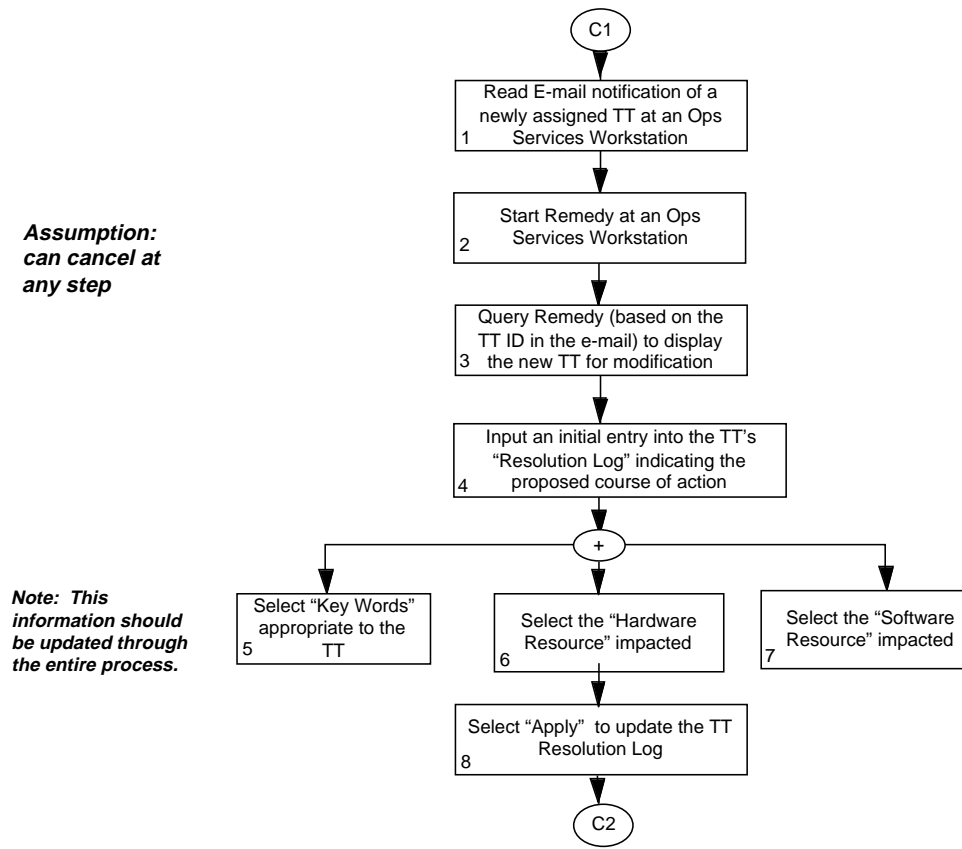 C1
Read E-mail notification of a
newly assigned TT at an Ops
Services Workstation
1
Assumption:
can cancel at
any step
Start Remedy at an Ops
Services Workstation
2
Query Remedy (based on the
TT ID in the e-mail) to display
the new TT for modification
3
Input an initial entry into the TT's
“Resolution Log” indicating the
proposed course of action
4
+
Note: This
information should
be updated through
the entire process.
Select “Key Words”
appropriate to the
TT
5
Select the “Hardware
Resource” impacted
6
Select the “Software
Resource” impacted
7
Select “Apply” to update the TT
Resolution Log
8
C2